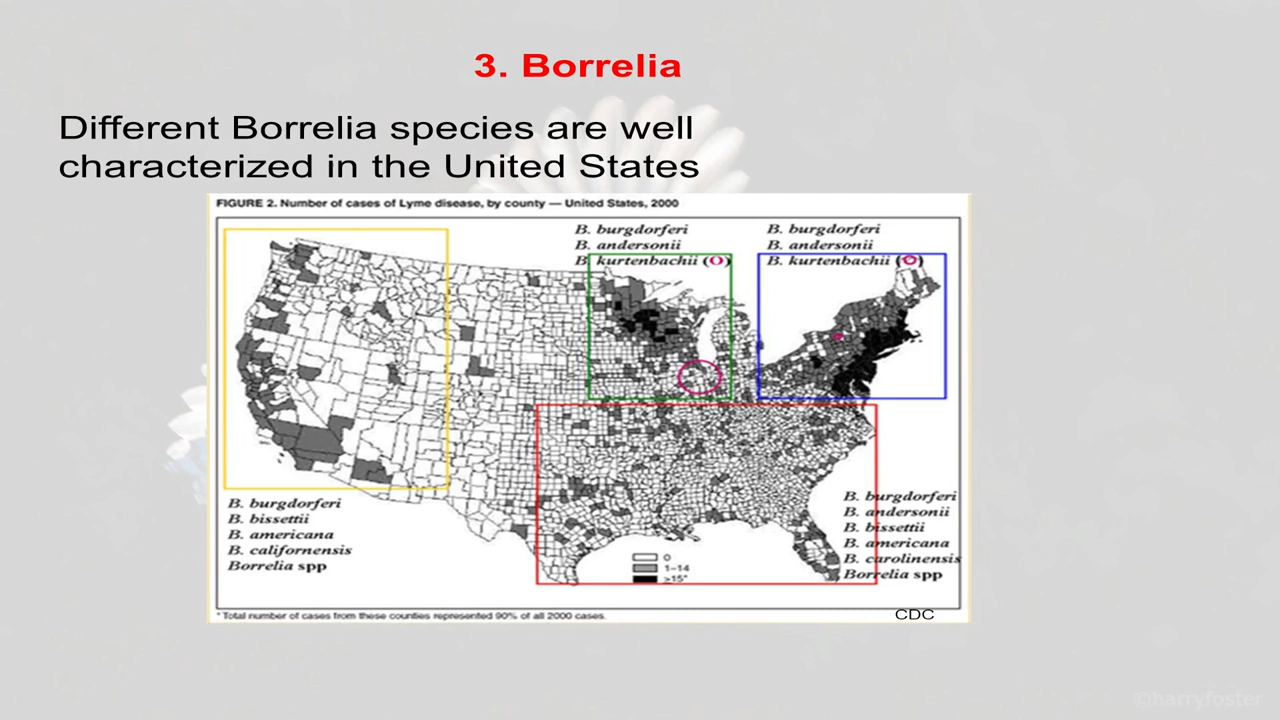 3. Borrelia
Different Borrelia species are well
characterized in the United States
FIGURE 2. Number of cases of Lyme disease, by county — United States, 2000
B. burgdorferi
B. andersonii
B. kurtenbachii (O)
B. burgdorferi
B. andersonii
B. kurtenbachii (O)
B. burgdorferi
B. bissettii
B. americana
B. californensis
Borrelia spp
B. burgdorferi
B. andersonii
B. bissettii
B. americana
B. carolinensis
Borrelia spp
0
1–14
≥15*
* Total number of cases from these counties represented 90% of all 2000 cases.
CDC
©harryfoster